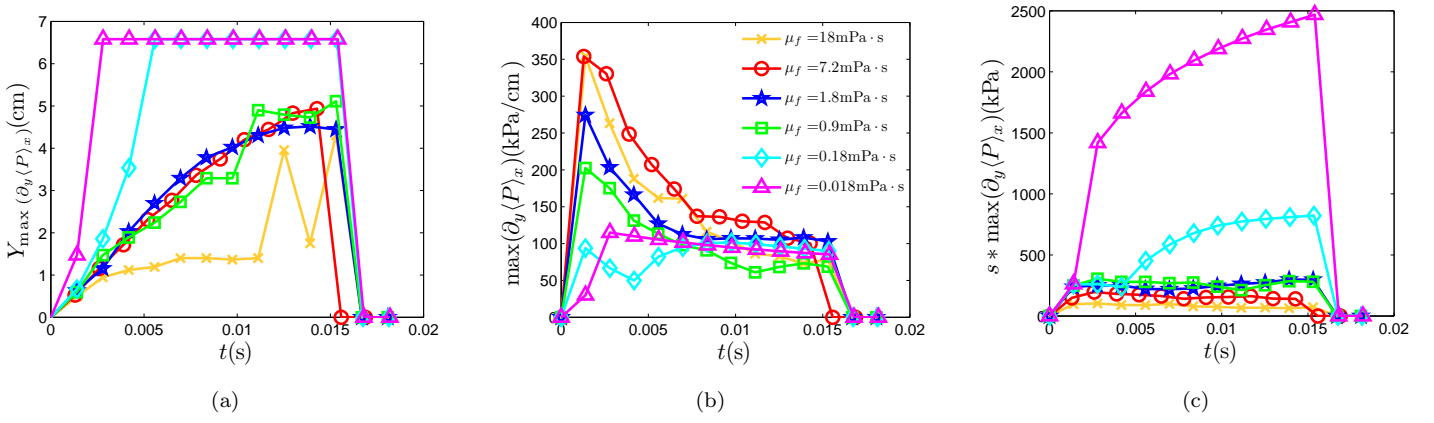 7
6
5
4
3
2
1
0
0 0.005 0.01 0.015 0.02
Y_max (∂_y⟨P⟩_x)(cm)
t(s)
(a)
400
350
300
250
200
150
100
50
0
0 0.005 0.01 0.015 0.02
max(∂_y⟨P⟩_x)(kPa/cm)
t(s)
μ_f =18mPa · s
μ_f =7.2mPa · s
μ_f =1.8mPa · s
μ_f =0.9mPa · s
μ_f =0.18mPa · s
μ_f =0.018mPa · s
(b)
2500
2000
1500
1000
500
0
0 0.005 0.01 0.015 0.02
s ∗ max(∂_y⟨P⟩_x)(kPa)
t(s)
(c)